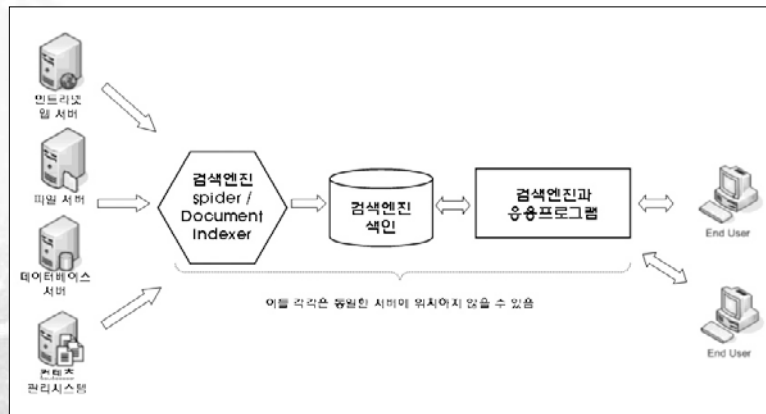 인트라넷
웹 서버
파일 서버
데이터베이스
서버
컨텐츠
관리시스템
검색엔진
spider /
Document
Indexer
검색엔진
색인
검색엔진과
응용프로그램
이들 각각은 동일한 서버에 위치하지 않을 수 있음
End User
End User